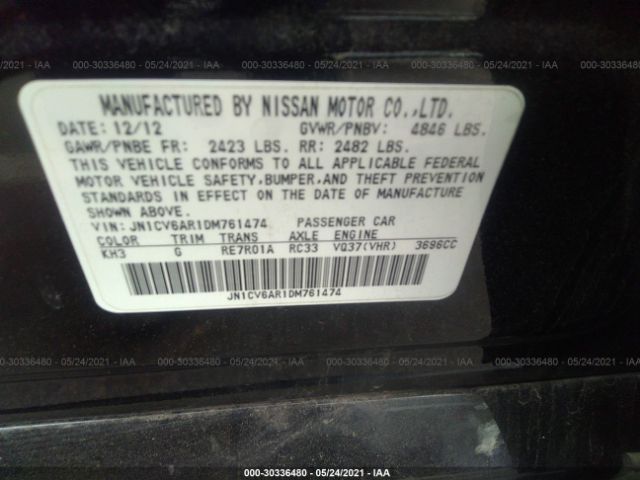 000-30336480 - 05/24/2021 - IAA
MANUFACTURED BY NISSAN MOTOR CO.,LTD.
DATE: 12/12 GVWR/PNBV: 4846 LBS.
GAWR/PNBE FR: 2423 LBS. RR: 2482 LBS.
THIS VEHICLE CONFORMS TO ALL APPLICABLE FEDERAL
MOTOR VEHICLE SAFETY,BUMPER,AND THEFT PREVENTION
STANDARDS IN EFFECT ON THE DATE OF MANUFACTURE
SHOWN ABOVE.
VIN: JN1CV6AR1DM761474 PASSENGER CAR
COLOR TRIM TRANS AXLE ENGINE
KH3 G RE7R01A RC33 VQ37(VHR) 3696CC
JN1CV6AR1DM761474
000-30336480 - 05/24/2021 - IAA
000-30336480 - 05/24/2021 - IAA